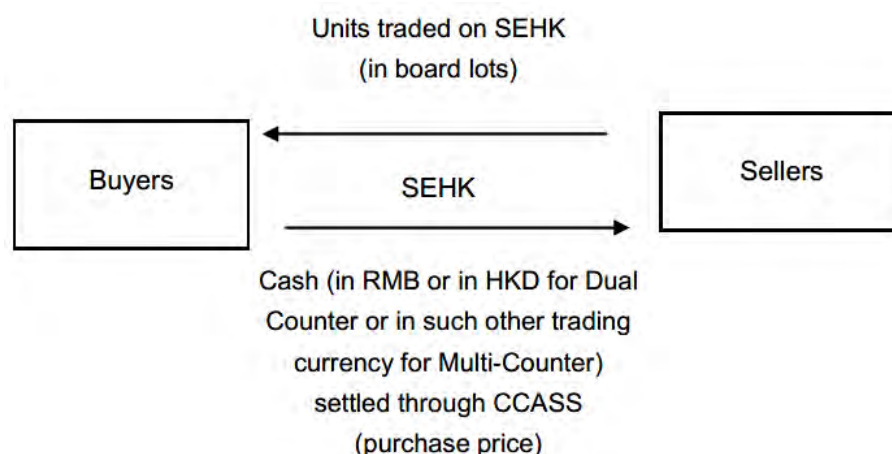 Units traded on SEHK
(in board lots)
Buyers
SEHK
Sellers
Cash (in RMB or in HKD for Dual
Counter or in such other trading
currency for Multi-Counter)
settled through CCASS
(purchase price)